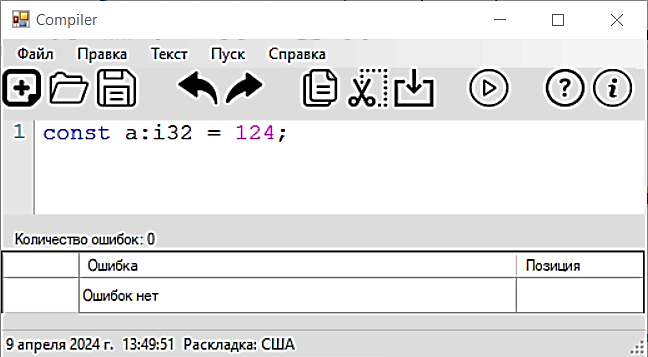 Compiler
Файл Правка Текст Пуск Справка
1 const a:i32 = 124;
Количество ошибок: 0
Ошибка Позиция
Ошибок нет
9 апреля 2024 г. 13:49:51 Раскладка: США